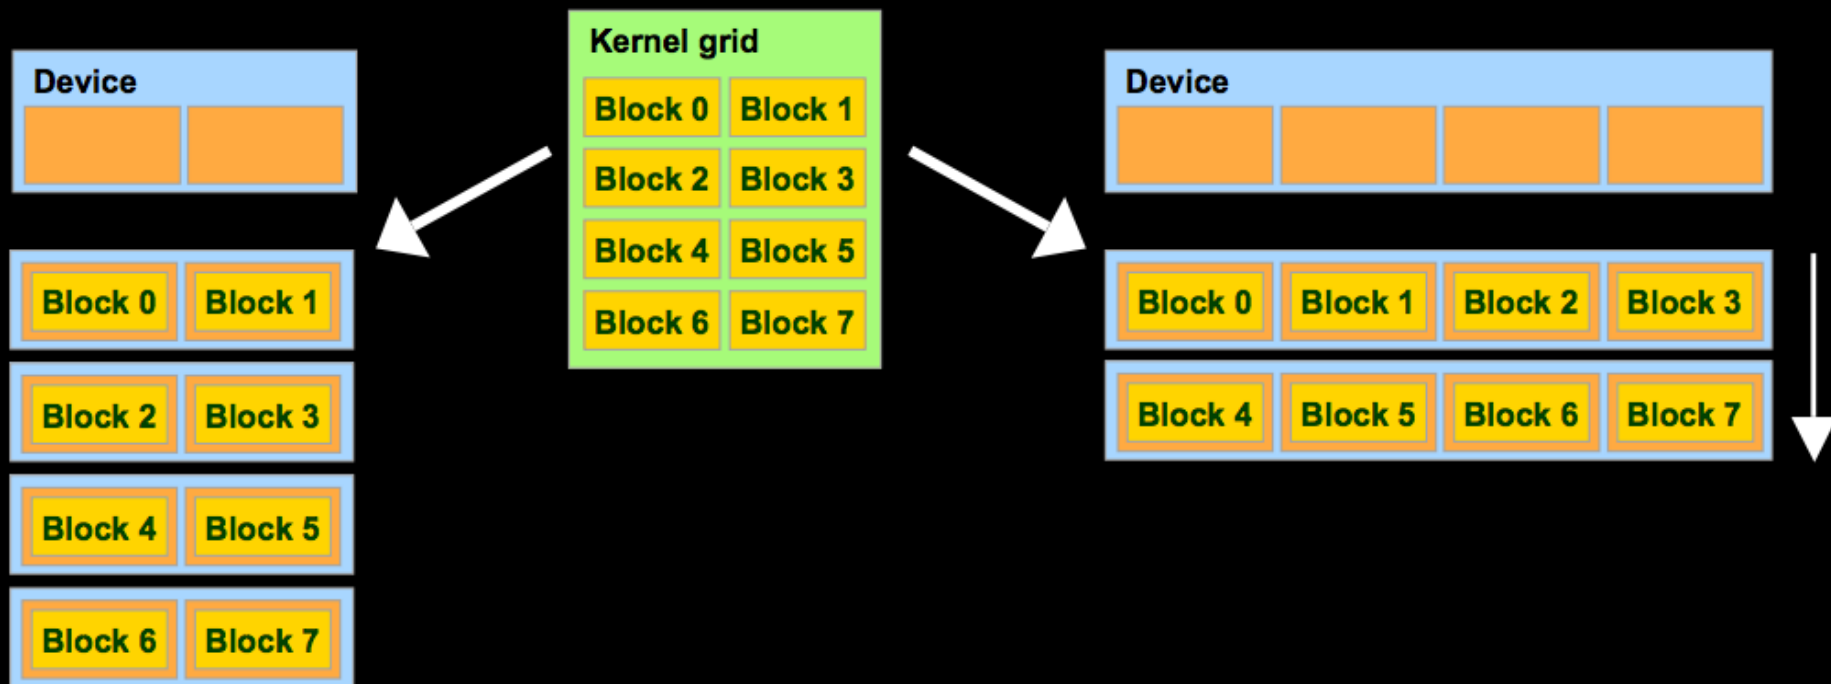 Kernel grid
Block 0 Block 1
Block 2 Block 3
Block 4 Block 5
Block 6 Block 7
Device
Block 0 Block 1
Block 2 Block 3
Block 4 Block 5
Block 6 Block 7
Device
Block 0 Block 1 Block 2 Block 3
Block 4 Block 5 Block 6 Block 7